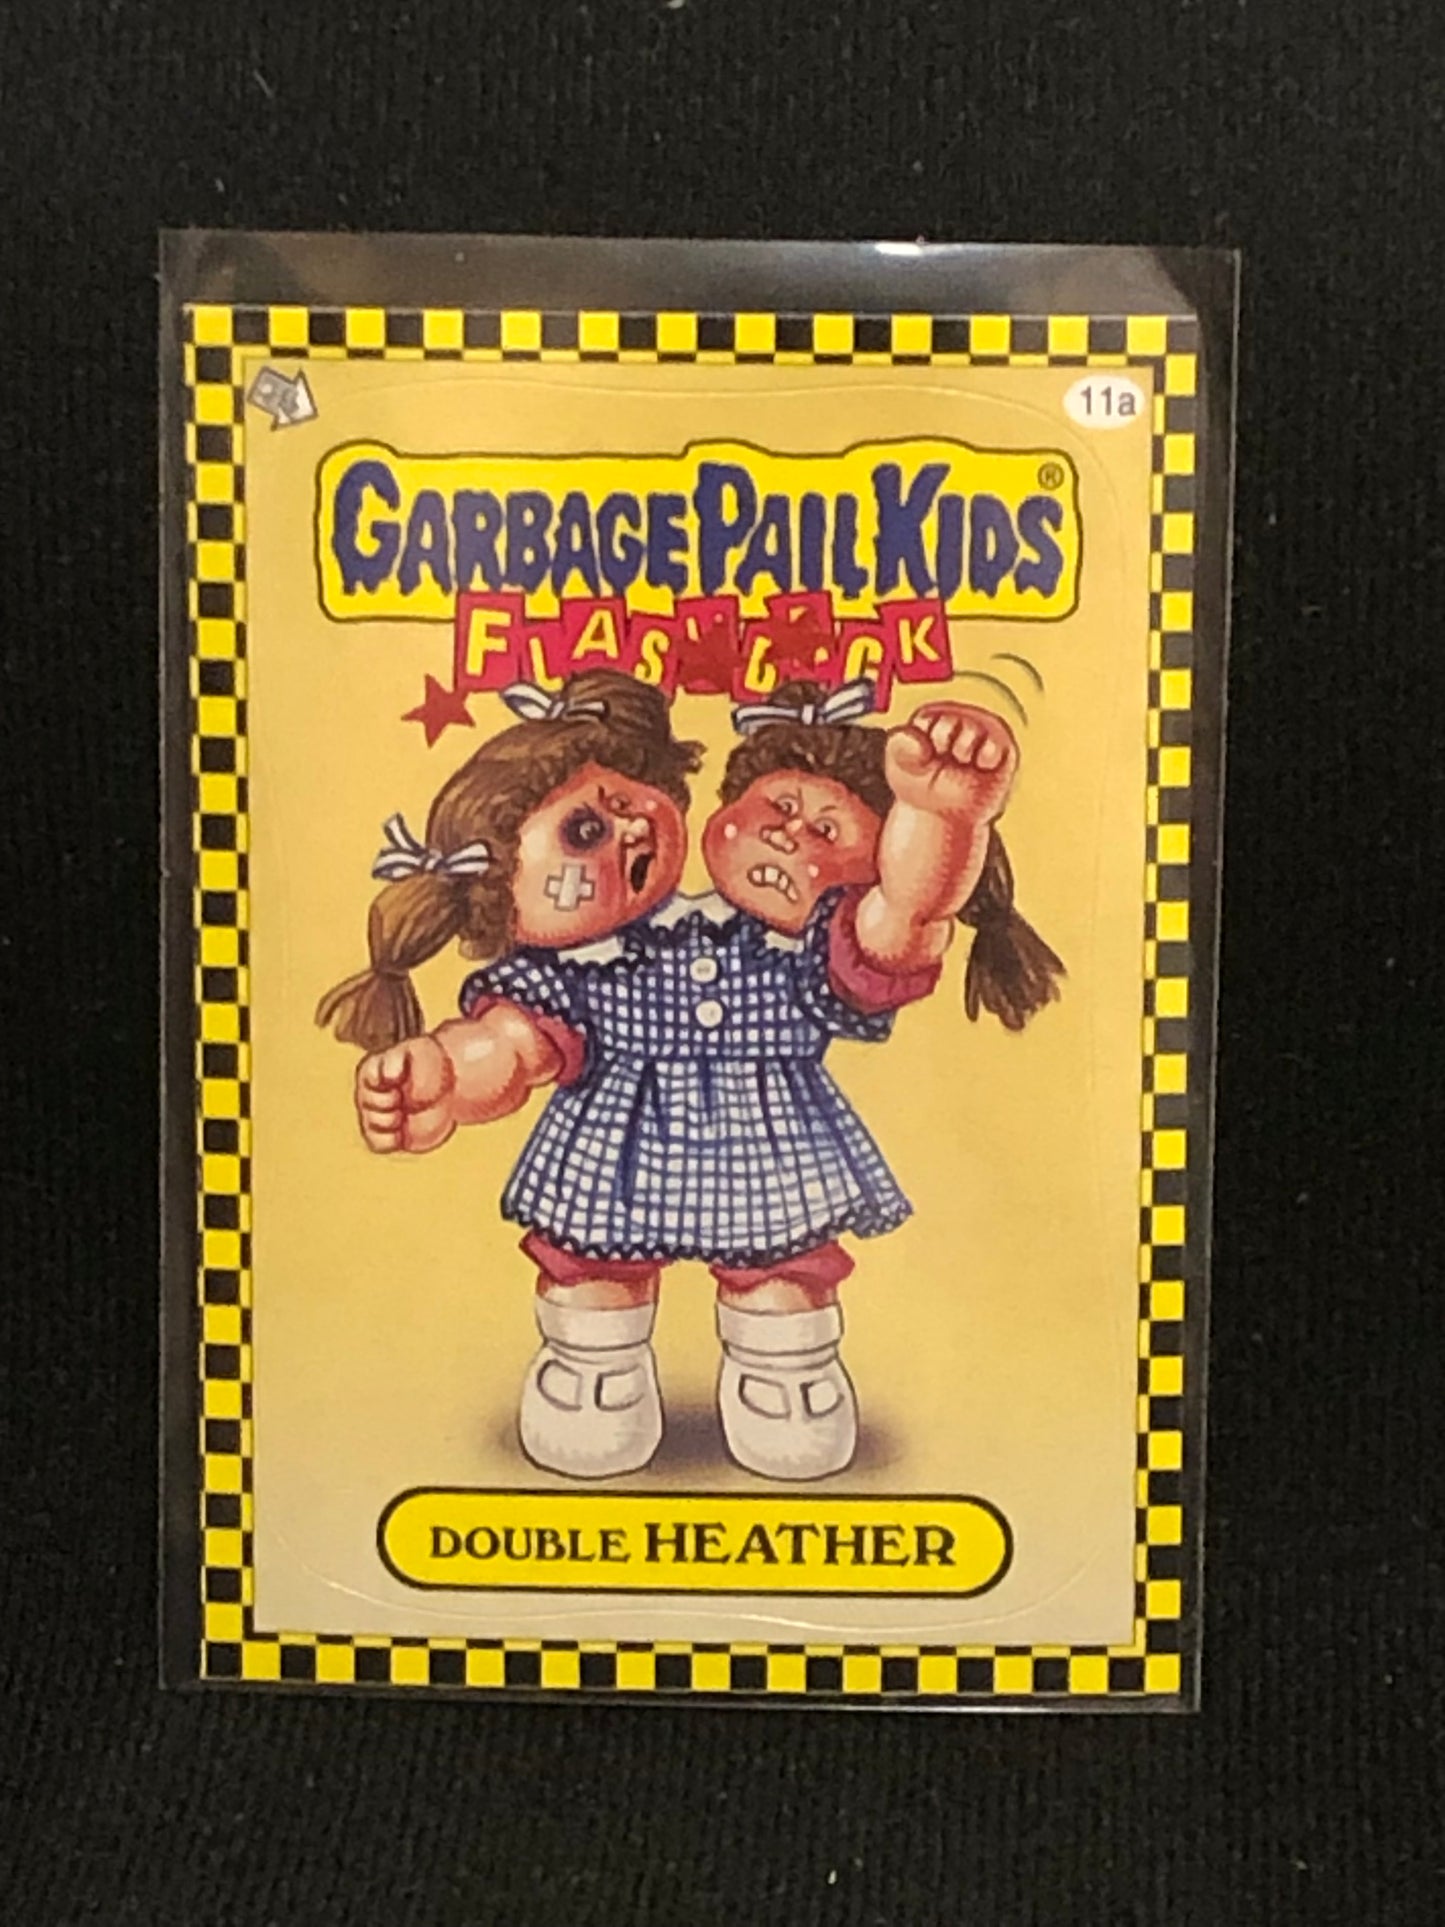 11a
GARBAGE PAIL KIDS®
DOUBLE HEATHER